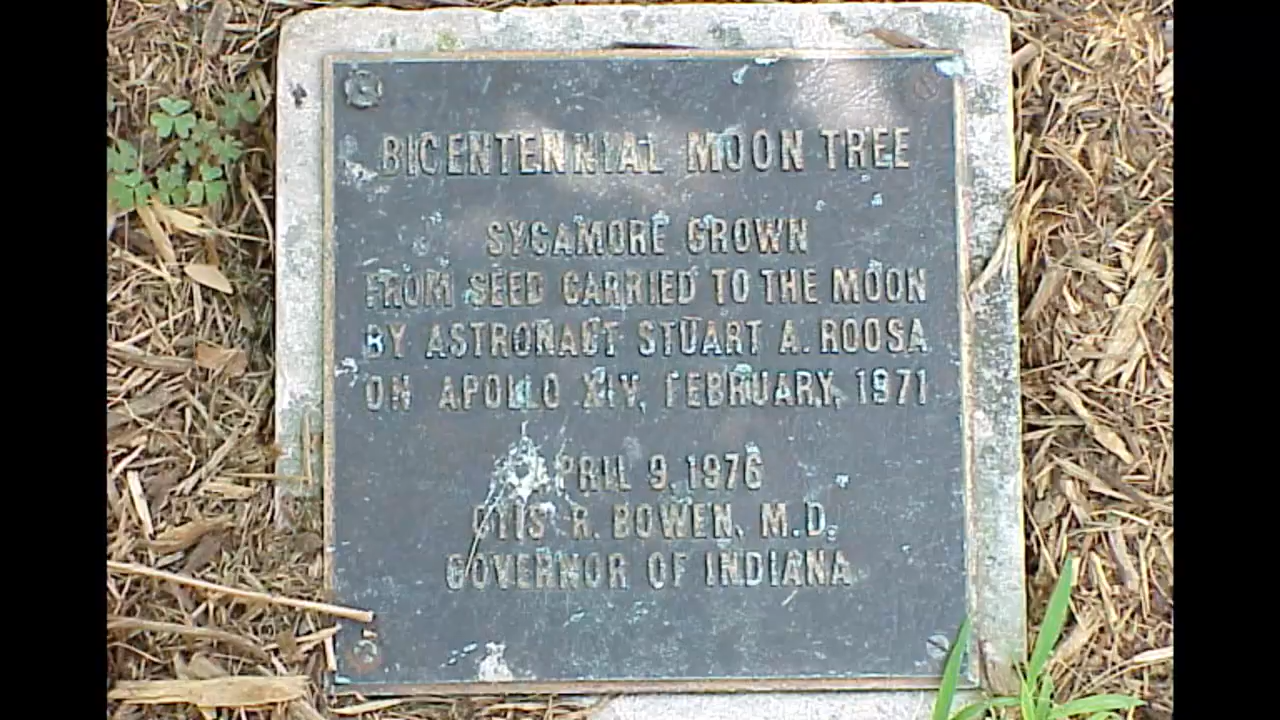 BICENTENNIAL MOON TREE
SYCAMORE GROWN
FROM SEED CARRIED TO THE MOON
BY ASTRONAUT STUART A. ROOSA
ON APOLLO XIV, FEBRUARY, 1971
APRIL 9, 1976
OTIS R. BOWEN, M.D.
GOVERNOR OF INDIANA